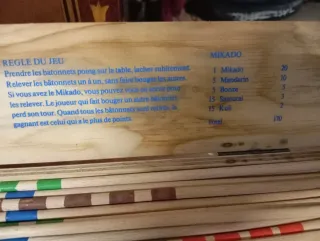 REGLE DU JEU
Prendre les bâtonnets poing sur la table, lacher subitement.
Relever les bâtonnets un à un, sans faire bouger les autres.
Si vous avez le Mikado, vous pouvez vous en servir pour
les relever. Le joueur qui fait bouger un autre bâtonnet
perd son tour. Quand tous les bâtonnets sont relevés, le
gagnant est celui qui a le plus de points.
MIKADO
1 Mikado 20
5 Mandarin 10
5 Bonze 5
15 Samurai 3
15 Kuli 2
Total 170